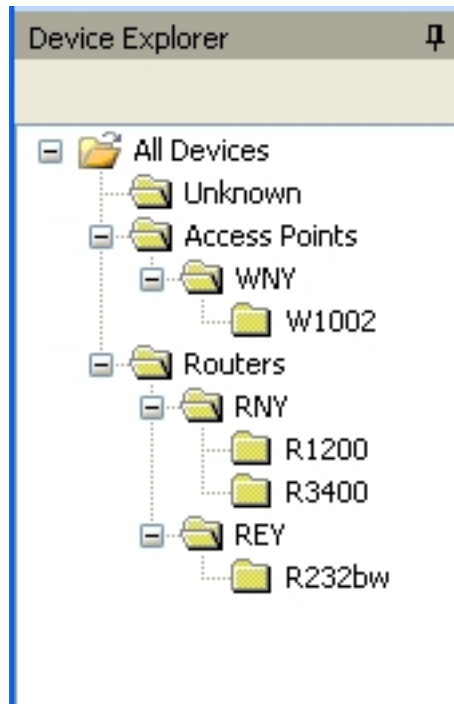 Device Explorer
All Devices
Unknown
Access Points
WNY
W1002
Routers
RNY
R1200
R3400
REY
R232bw